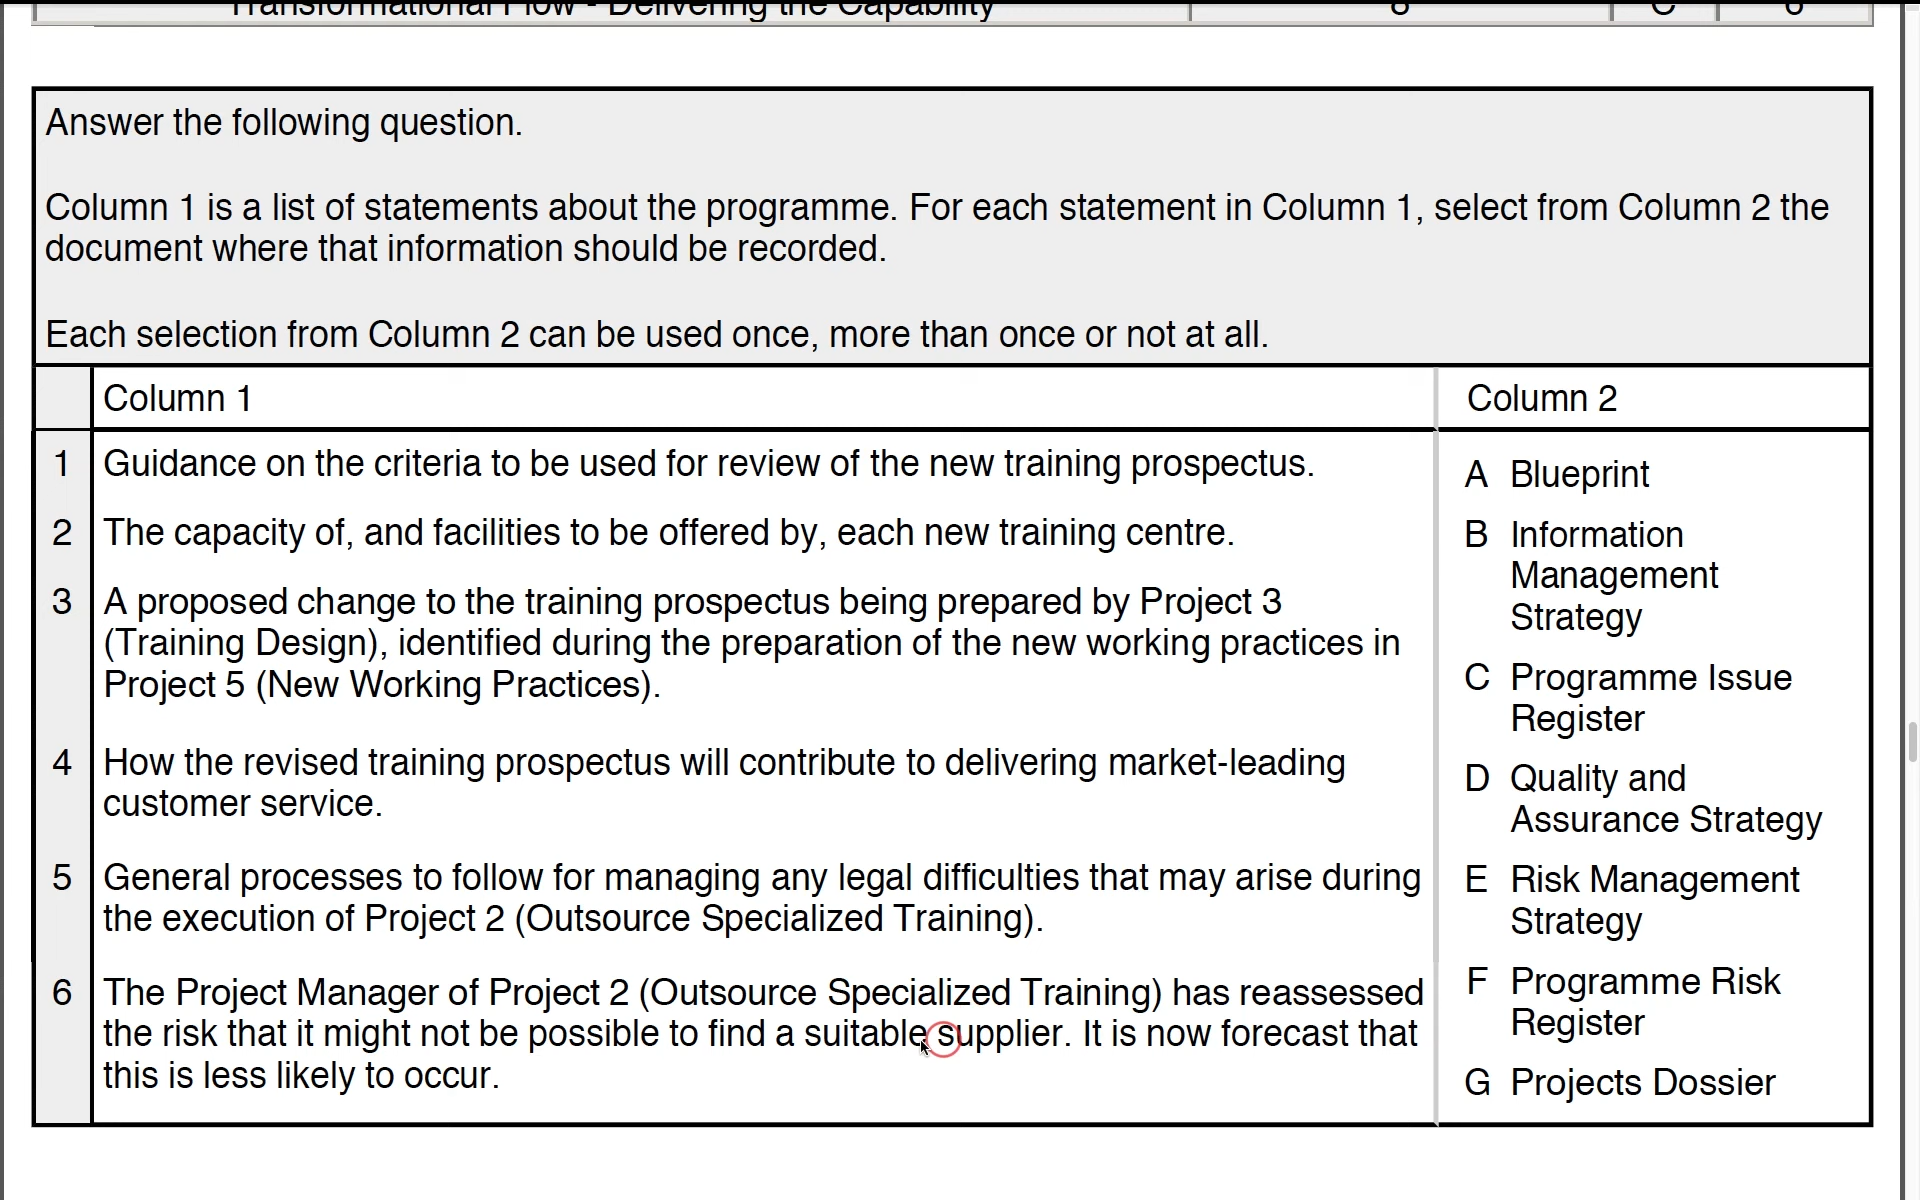 Transformational Flow - Delivering the Capability 8 C 6
Answer the following question.
Column 1 is a list of statements about the programme. For each statement in Column 1, select from Column 2 the
document where that information should be recorded.
Each selection from Column 2 can be used once, more than once or not at all.
Column 1
Column 2
1 Guidance on the criteria to be used for review of the new training prospectus.
2 The capacity of, and facilities to be offered by, each new training centre.
3 A proposed change to the training prospectus being prepared by Project 3
(Training Design), identified during the preparation of the new working practices in
Project 5 (New Working Practices).
4 How the revised training prospectus will contribute to delivering market-leading
customer service.
5 General processes to follow for managing any legal difficulties that may arise during
the execution of Project 2 (Outsource Specialized Training).
6 The Project Manager of Project 2 (Outsource Specialized Training) has reassessed
the risk that it might not be possible to find a suitable supplier. It is now forecast that
this is less likely to occur.
A Blueprint
B Information
Management
Strategy
C Programme Issue
Register
D Quality and
Assurance Strategy
E Risk Management
Strategy
F Programme Risk
Register
G Projects Dossier